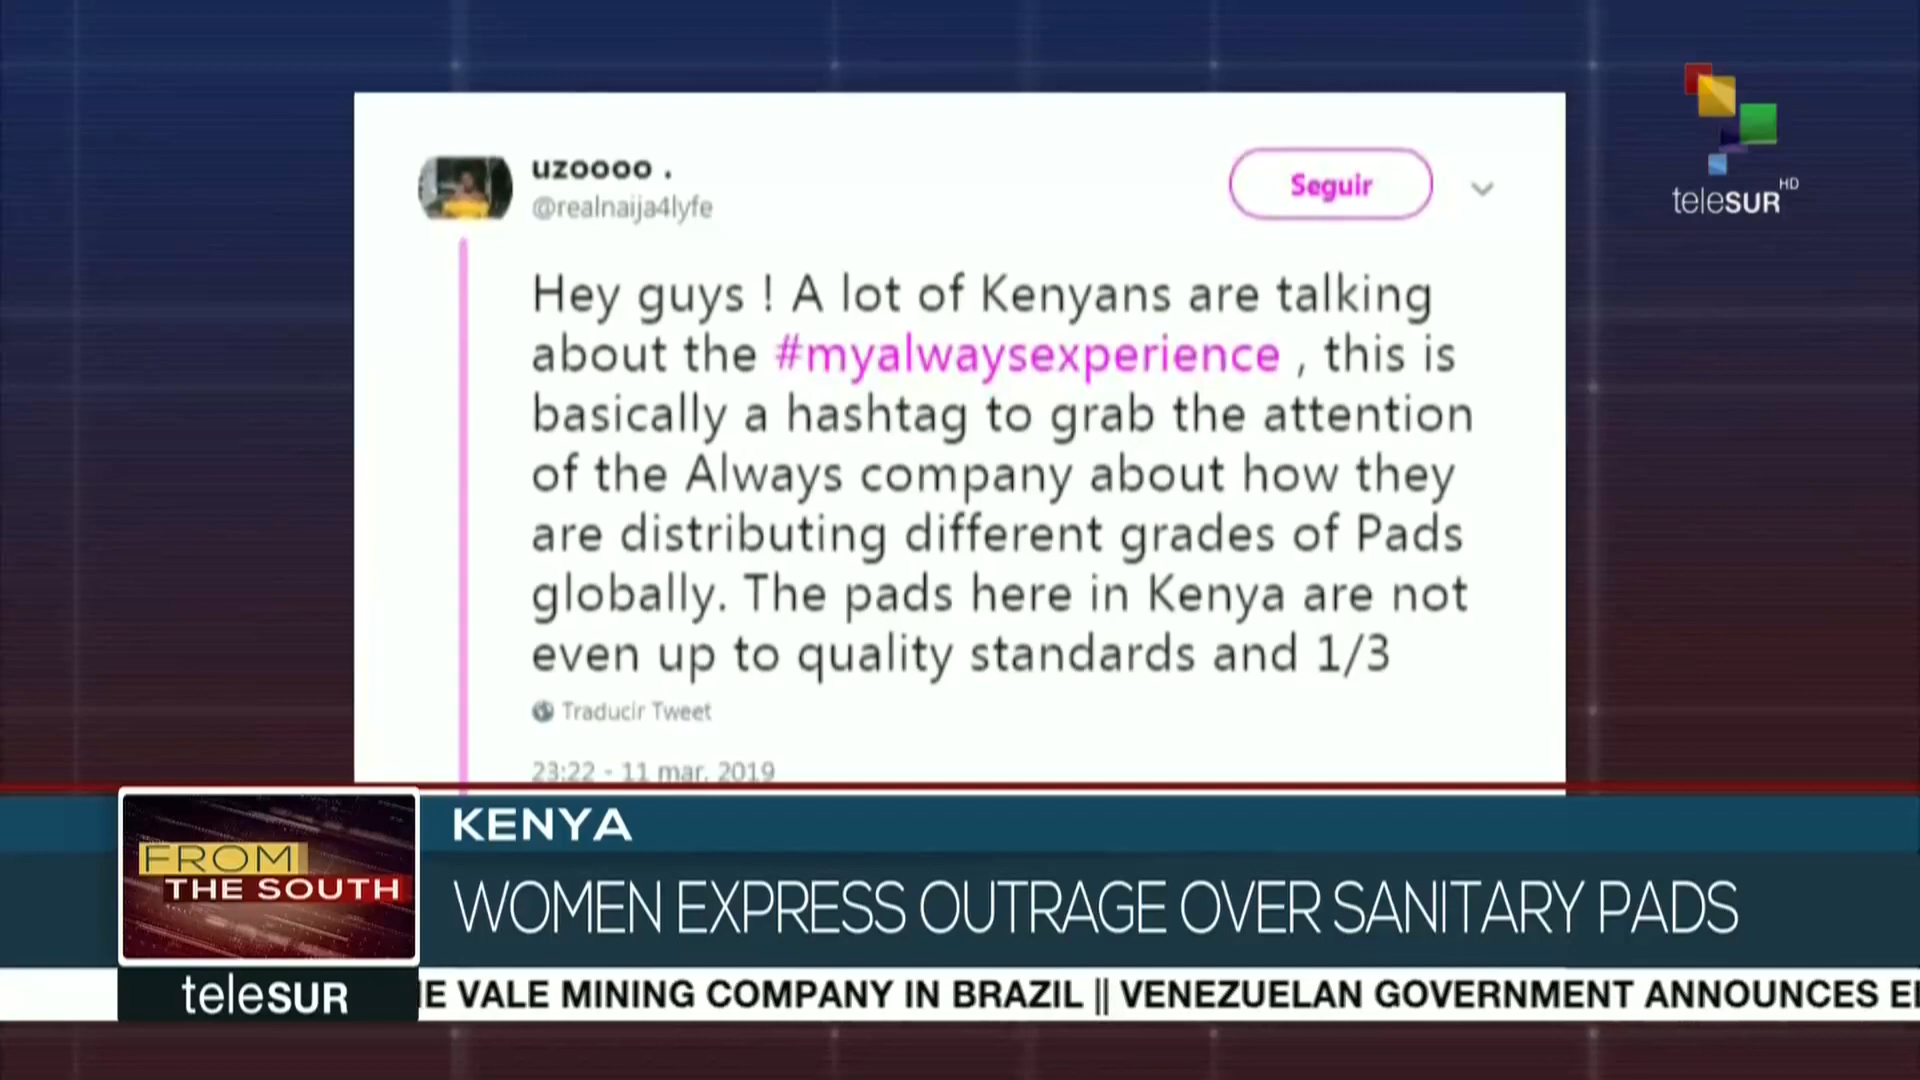 uzoooo .
@realnaija4lyfe
Seguir
teleSUR HD
Hey guys ! A lot of Kenyans are talking
about the #myalwaysexperience , this is
basically a hashtag to grab the attention
of the Always company about how they
are distributing different grades of Pads
globally. The pads here in Kenya are not
even up to quality standards and 1/3
Traducir Tweet
23:22 - 11 mar. 2019
KENYA
FROM
THE SOUTH
WOMEN EXPRESS OUTRAGE OVER SANITARY PADS
teleSUR
VALE MINING COMPANY IN BRAZIL || VENEZUELAN GOVERNMENT ANNOUNCES